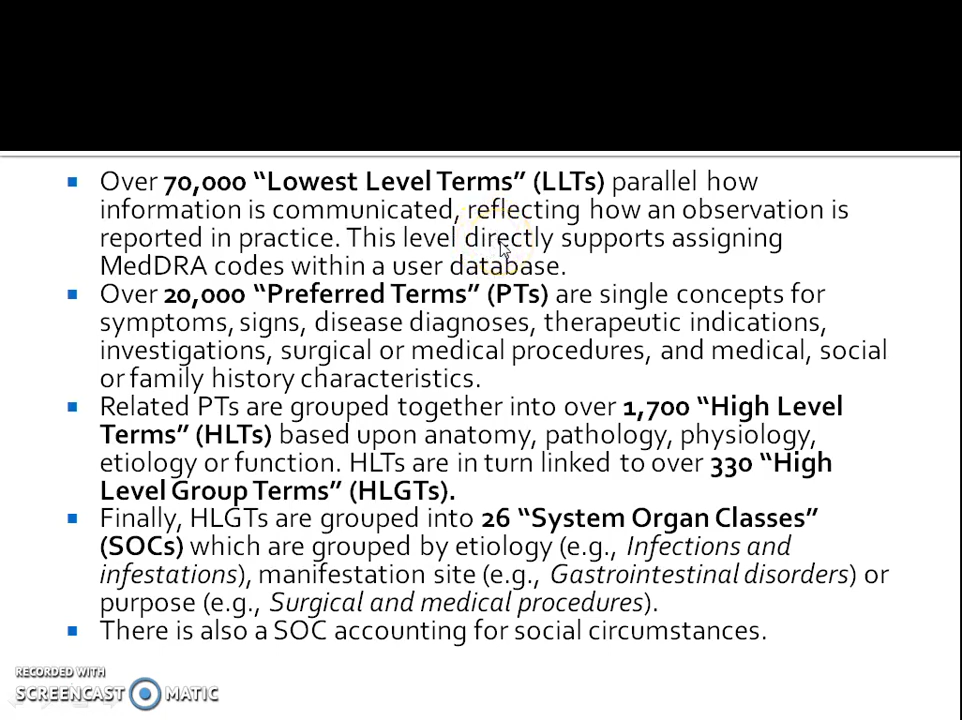 Over 70,000 “Lowest Level Terms” (LLTs) parallel how
information is communicated, reflecting how an observation is
reported in practice. This level directly supports assigning
MedDRA codes within a user database.
Over 20,000 “Preferred Terms” (PTs) are single concepts for
symptoms, signs, disease diagnoses, therapeutic indications,
investigations, surgical or medical procedures, and medical, social
or family history characteristics.
Related PTs are grouped together into over 1,700 “High Level
Terms” (HLTs) based upon anatomy, pathology, physiology,
etiology or function. HLTs are in turn linked to over 330 “High
Level Group Terms” (HLGTs).
Finally, HLGTs are grouped into 26 “System Organ Classes”
(SOCs) which are grouped by etiology (e.g., Infections and
infestations), manifestation site (e.g., Gastrointestinal disorders) or
purpose (e.g., Surgical and medical procedures).
There is also a SOC accounting for social circumstances.
RECORDED WITH
SCREENCAST MATIC